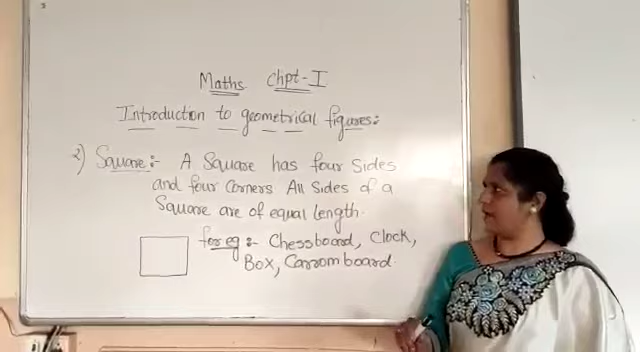 Maths Chpt-I
Introduction to geometrical figures:
2) Square:- A Square has four Sides
and four Corners All Sides of a
Square are of equal Length.
for eg:- Chessboard, Clock,
Box, Carromboard.